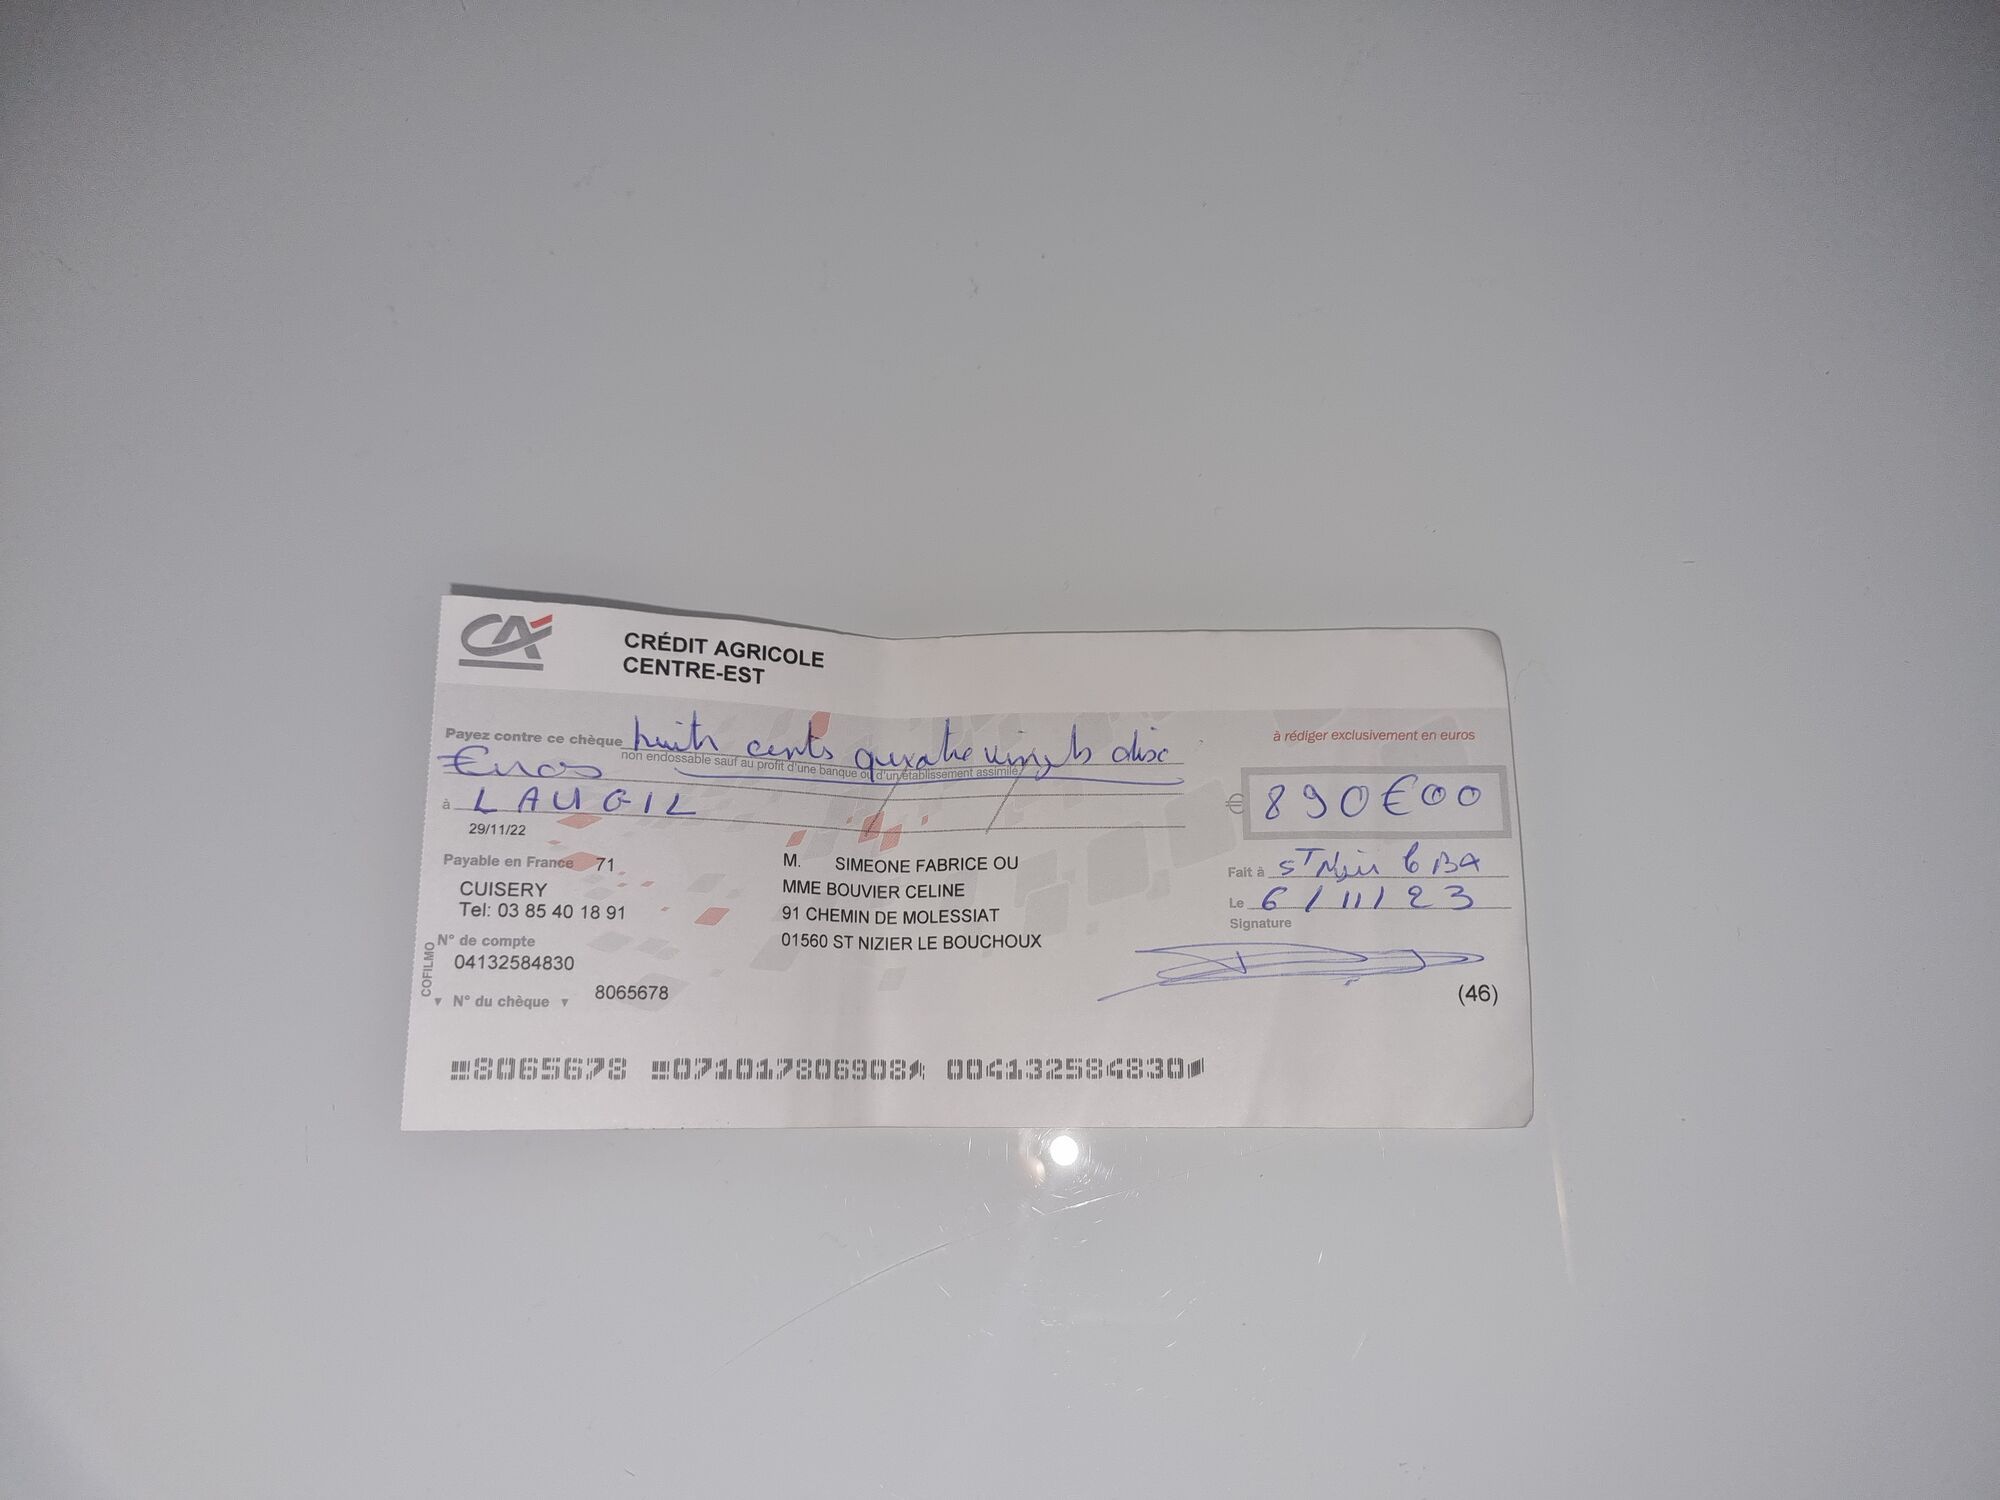 CA
CRÉDIT AGRICOLE
CENTRE-EST
Payez contre ce chèque huit cents quatre vingts dix
non endossable sauf au profit d'une banque ou d'un établissement assimilé
Euros
à rédiger exclusivement en euros
à LAUGIL
€ 890€00
29/11/22
Payable en France 71
CUISERY
Tel: 03 85 40 18 91
M. SIMEONE FABRICE OU
MME BOUVIER CELINE
91 CHEMIN DE MOLESSIAT
01560 ST NIZIER LE BOUCHOUX
Fait à ST
Le 6/11/23
Signature
N° de compte
04132584830
COFILMO
N° du chèque 8065678
(46)
8065678 071017806908 004132584830